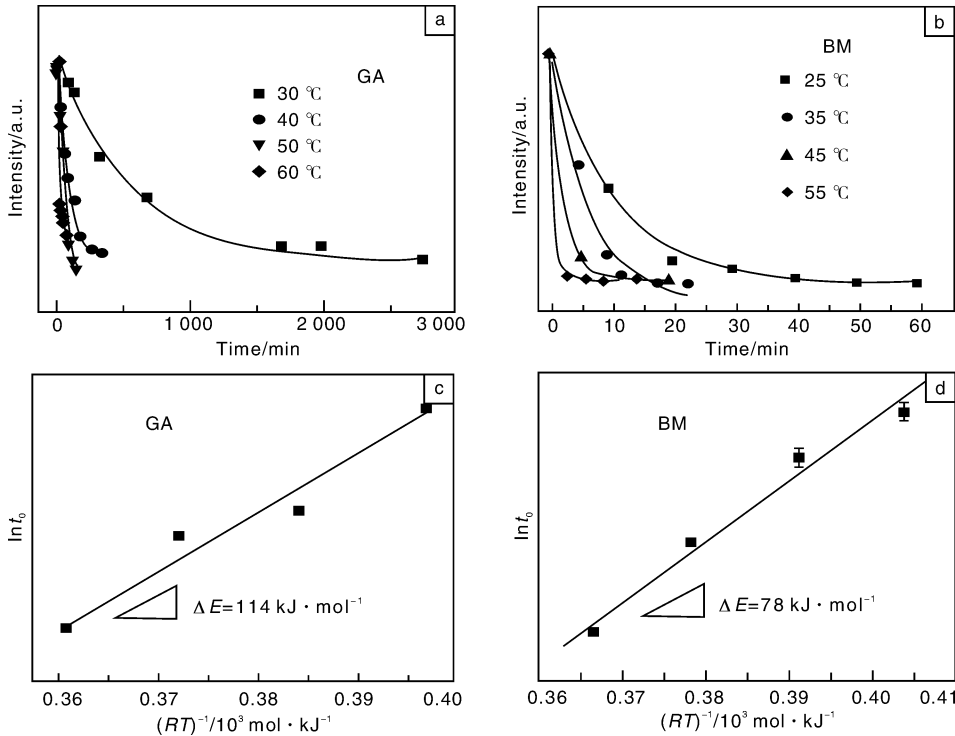 a
GA
30 ℃
40 ℃
50 ℃
60 ℃
Intensity/a.u.
0 1 000 2 000 3 000
Time/min
b
BM
25 ℃
35 ℃
45 ℃
55 ℃
Intensity/a.u.
0 10 20 30 40 50 60
Time/min
c
GA
lnt₀
ΔE=114 kJ·mol⁻¹
0.36 0.37 0.38 0.39 0.40
(RT)⁻¹/10³ mol·kJ⁻¹
d
BM
lnt₀
ΔE=78 kJ·mol⁻¹
0.36 0.37 0.38 0.39 0.40 0.41
(RT)⁻¹/10³ mol·kJ⁻¹